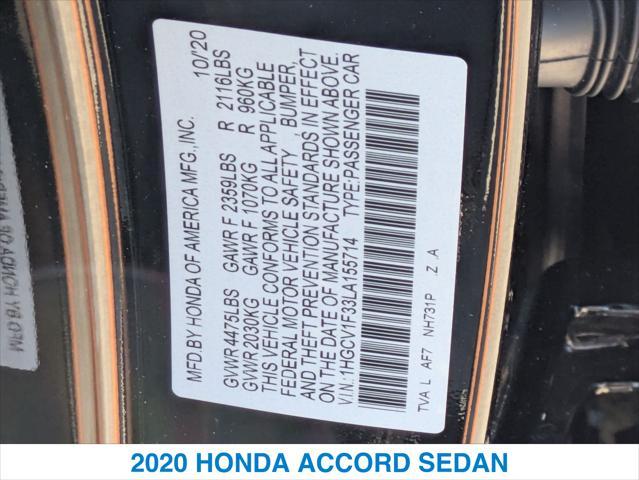 MFD.BY HONDA OF AMERICA MFG.,INC. 10/20
GVWR 4475LBS GAWR F 2359LBS R 2116LBS
GVWR 2030KG GAWR F 1070KG R 960KG
THIS VEHICLE CONFORMS TO ALL APPLICABLE
FEDERAL MOTOR VEHICLE SAFETY , BUMPER,
AND THEFT PREVENTION STANDARDS IN EFFECT
ON THE DATE OF MANUFACTURE SHOWN ABOVE.
V.I.N.:1HGCV1F33LA155714 TYPE:PASSENGER CAR
TVA L AF7 NH731P .Z .A
2020 HONDA ACCORD SEDAN